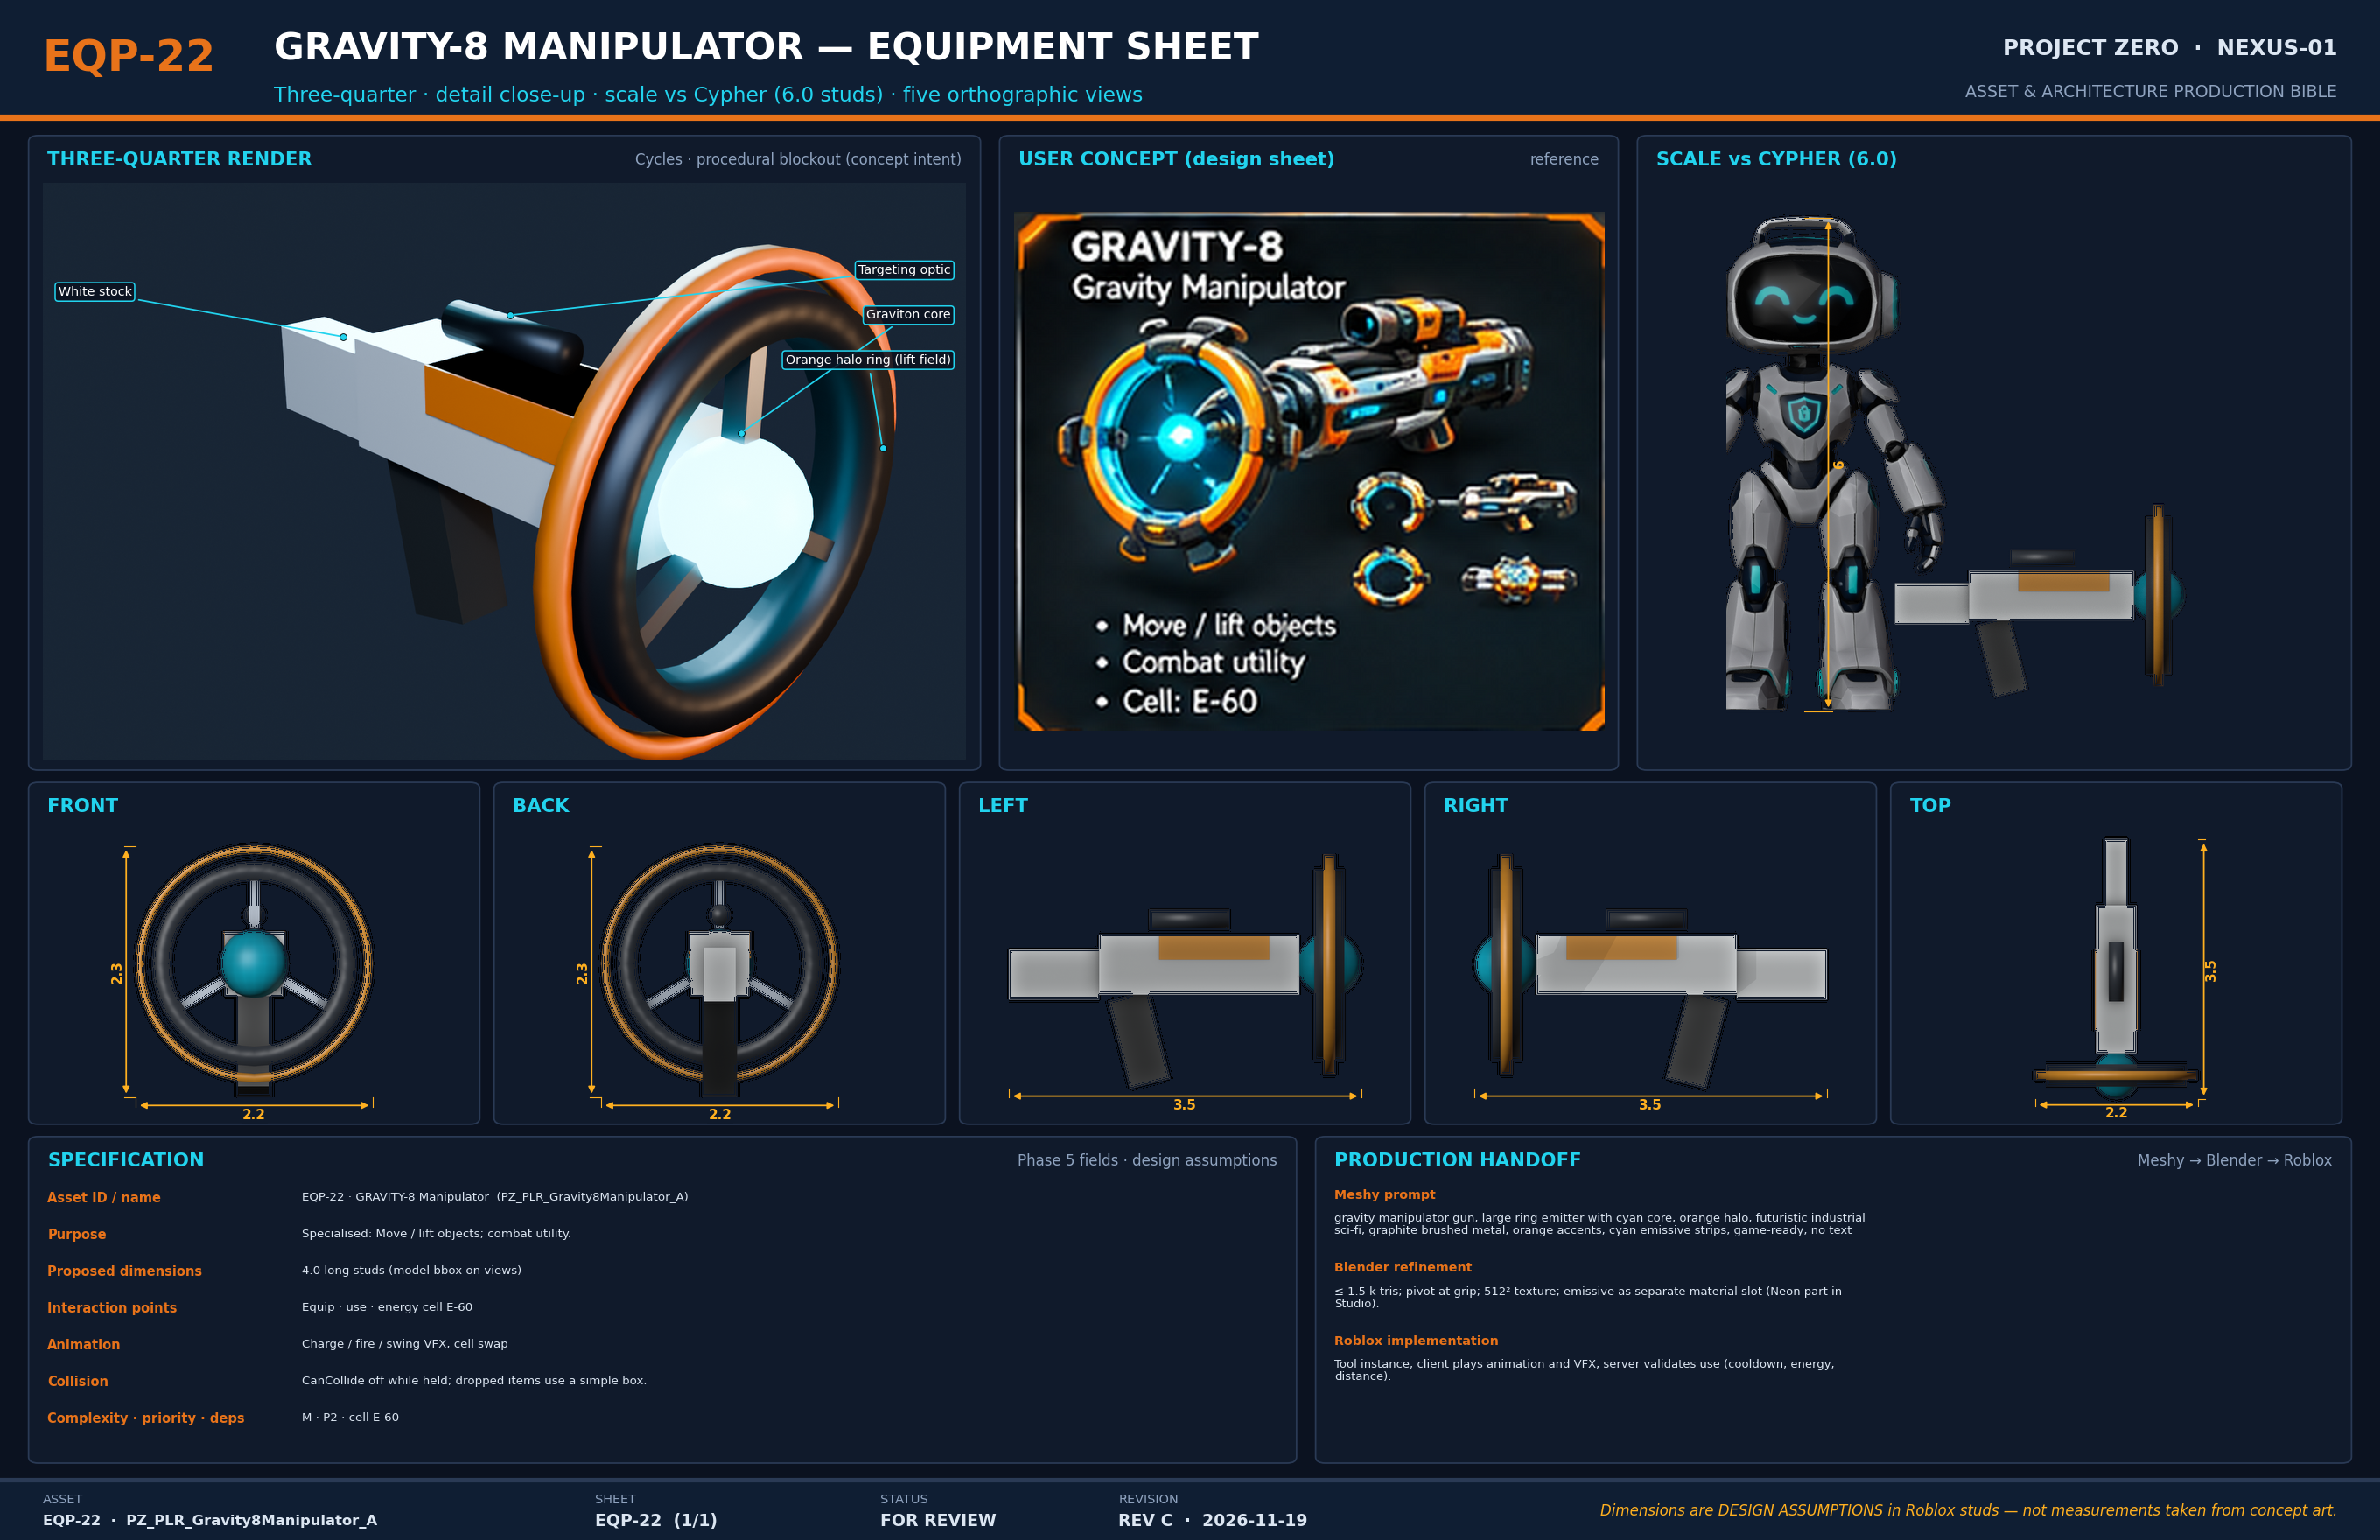 EQP-22
GRAVITY-8 MANIPULATOR — EQUIPMENT SHEET
Three-quarter · detail close-up · scale vs Cypher (6.0 studs) · five orthographic views
PROJECT ZERO · NEXUS-01
ASSET & ARCHITECTURE PRODUCTION BIBLE
THREE-QUARTER RENDER
Cycles · procedural blockout (concept intent)
White stock
Targeting optic
Graviton core
Orange halo ring (lift field)
USER CONCEPT (design sheet)
reference
GRAVITY-8
Gravity Manipulator
• Move / lift objects
• Combat utility
• Cell: E-60
SCALE vs CYPHER (6.0)
6
FRONT
2.3
2.2
BACK
2.3
2.2
LEFT
3.5
RIGHT
3.5
TOP
3.5
2.2
SPECIFICATION
Phase 5 fields · design assumptions
Asset ID / name
EQP-22 · GRAVITY-8 Manipulator (PZ_PLR_Gravity8Manipulator_A)
Purpose
Specialised: Move / lift objects; combat utility.
Proposed dimensions
4.0 long studs (model bbox on views)
Interaction points
Equip · use · energy cell E-60
Animation
Charge / fire / swing VFX, cell swap
Collision
CanCollide off while held; dropped items use a simple box.
Complexity · priority · deps
M · P2 · cell E-60
PRODUCTION HANDOFF
Meshy → Blender → Roblox
Meshy prompt
gravity manipulator gun, large ring emitter with cyan core, orange halo, futuristic industrial
sci-fi, graphite brushed metal, orange accents, cyan emissive strips, game-ready, no text
Blender refinement
≤ 1.5 k tris; pivot at grip; 512² texture; emissive as separate material slot (Neon part in
Studio).
Roblox implementation
Tool instance; client plays animation and VFX, server validates use (cooldown, energy,
distance).
ASSET
EQP-22 · PZ_PLR_Gravity8Manipulator_A
SHEET
EQP-22 (1/1)
STATUS
FOR REVIEW
REVISION
REV C · 2026-11-19
Dimensions are DESIGN ASSUMPTIONS in Roblox studs — not measurements taken from concept art.